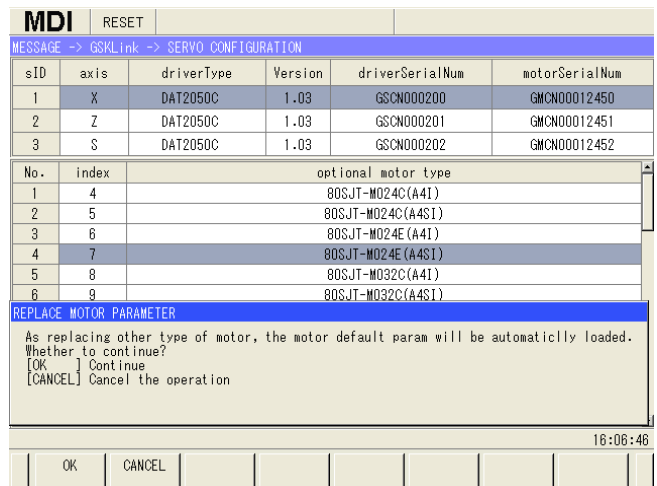 MDI RESET
MESSAGE -> GSKLink -> SERVO CONFIGURATION
sID axis driverType Version driverSerialNum motorSerialNum
1 X DAT2050C 1.03 GSCN000200 GMCN00012450
2 Z DAT2050C 1.03 GSCN000201 GMCN00012451
3 S DAT2050C 1.03 GSCN000202 GMCN00012452
No. index optional motor type
1 4 80SJT-M024C(A4I)
2 5 80SJT-M024C(A4SI)
3 6 80SJT-M024E(A4I)
4 7 80SJT-M024E(A4SI)
5 8 80SJT-M032C(A4I)
6 9 80SJT-M032C(A4SI)
REPLACE MOTOR PARAMETER
As replacing other type of motor, the motor default param will be automaticlly loaded.
Whether to continue?
[OK    ] Continue
[CANCEL] Cancel the operation
16:06:46
OK CANCEL